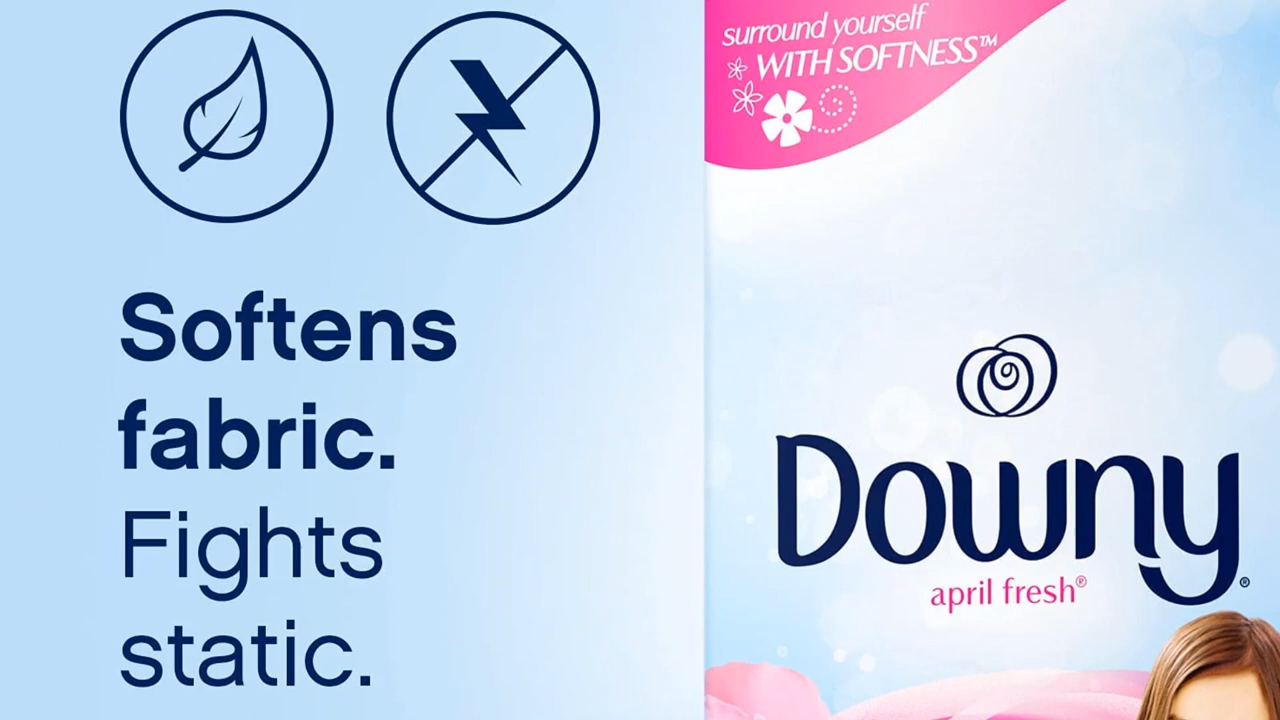 Softens
fabric.
Fights
static.
surround yourself
WITH SOFTNESS™
Downy®
april fresh®